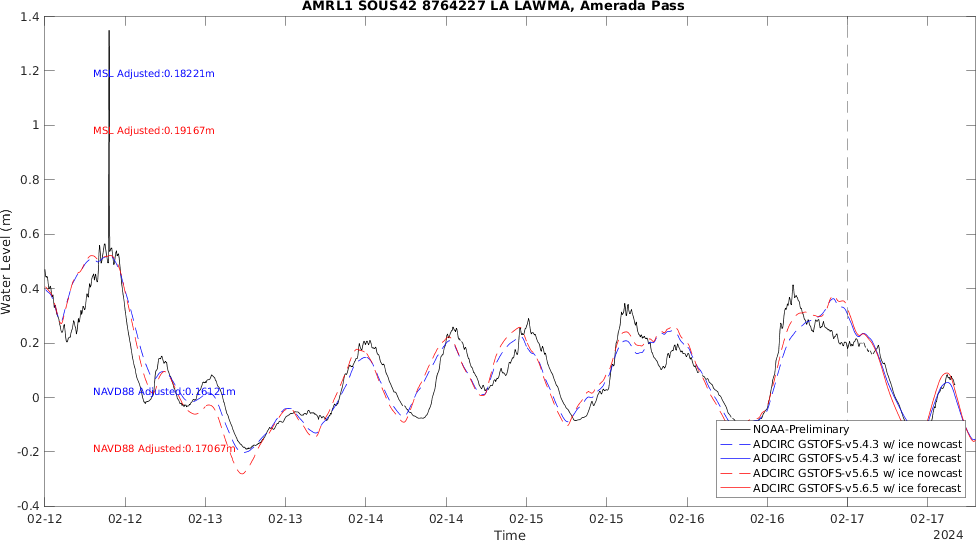 AMRL1 SOUS42 8764227 LA LAWMA, Amerada Pass
1.4
1.2
1
0.8
0.6
0.4
0.2
0
-0.2
-0.4
Water Level (m)
MSL Adjusted:0.18221m
MSL Adjusted:0.19167m
NAVD88 Adjusted:0.16121m
NAVD88 Adjusted:0.17067m
NOAA-Preliminary
ADCIRC GSTOFS-v5.4.3 w/ ice nowcast
ADCIRC GSTOFS-v5.4.3 w/ ice forecast
ADCIRC GSTOFS-v5.6.5 w/ ice nowcast
ADCIRC GSTOFS-v5.6.5 w/ ice forecast
02-12 02-12 02-13 02-13 02-14 02-14 02-15 02-15 02-16 02-16 02-17 02-17
Time
2024